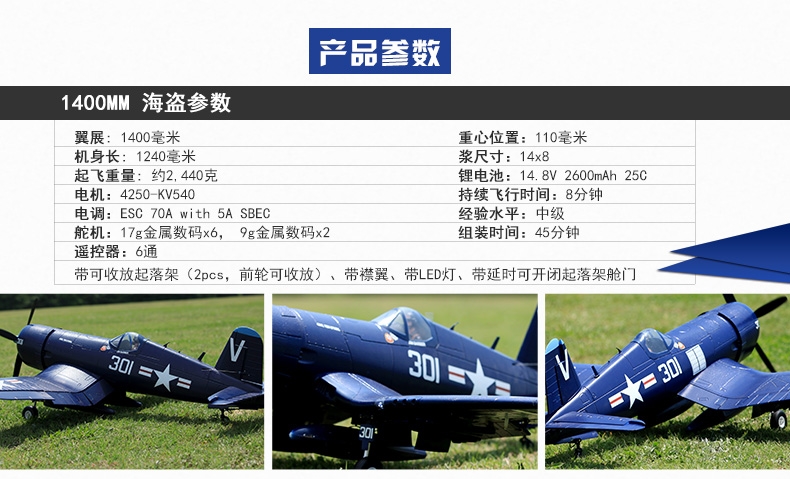 产品参数
1400MM 海盗参数
翼展: 1400毫米 重心位置: 110毫米
机身长: 1240毫米 浆尺寸: 14x8
起飞重量: 约2,440克 锂电池: 14.8V 2600mAh 25C
电机: 4250-KV540 持续飞行时间: 8分钟
电调: ESC 70A with 5A SBEC 经验水平: 中级
舵机: 17g金属数码x6, 9g金属数码x2 组装时间: 45分钟
遥控器: 6通
带可收放起落架（2pcs, 前轮可收放）、带襟翼、带LED灯、带延时可开闭起落架舱门
301 V
301
301
V 301